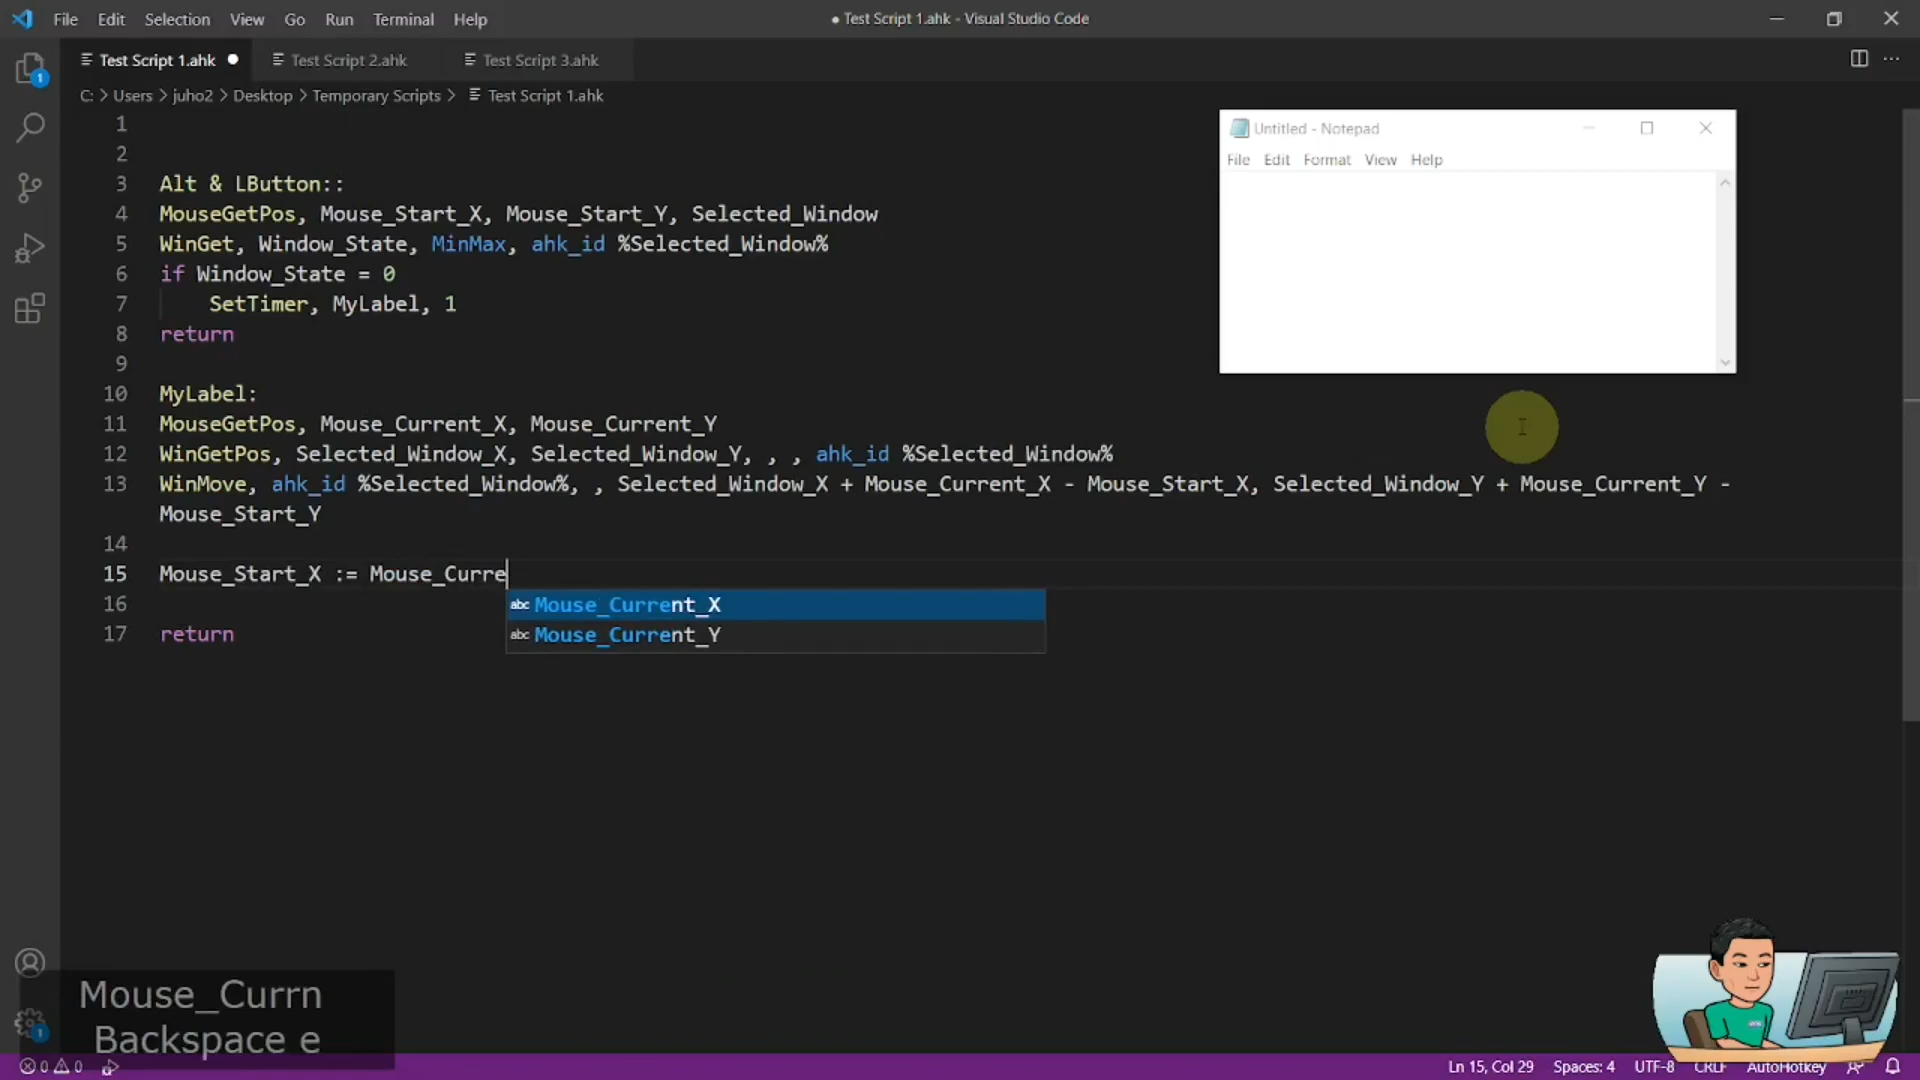 File Edit Selection View Go Run Terminal Help
● Test Script 1.ahk - Visual Studio Code
Test Script 1.ahk Test Script 2.ahk Test Script 3.ahk
C: > Users > juho2 > Desktop > Temporary Scripts > Test Script 1.ahk
1
Untitled - Notepad
File Edit Format View Help
2
3 Alt & LButton::
4 MouseGetPos, Mouse_Start_X, Mouse_Start_Y, Selected_Window
5 WinGet, Window_State, MinMax, ahk_id %Selected_Window%
6 if Window_State = 0
7 SetTimer, MyLabel, 1
8 return
9
10 MyLabel:
11 MouseGetPos, Mouse_Current_X, Mouse_Current_Y
12 WinGetPos, Selected_Window_X, Selected_Window_Y, , , ahk_id %Selected_Window%
13 WinMove, ahk_id %Selected_Window%, , Selected_Window_X + Mouse_Current_X - Mouse_Start_X, Selected_Window_Y + Mouse_Current_Y -
Mouse_Start_Y
14
15 Mouse_Start_X := Mouse_Curre
16
abc Mouse_Current_X
abc Mouse_Current_Y
17 return
1
Mouse_Currn
Backspace e
1
0 0
Ln 15, Col 29 Spaces: 4 UTF-8 CRLF AutoHotkey